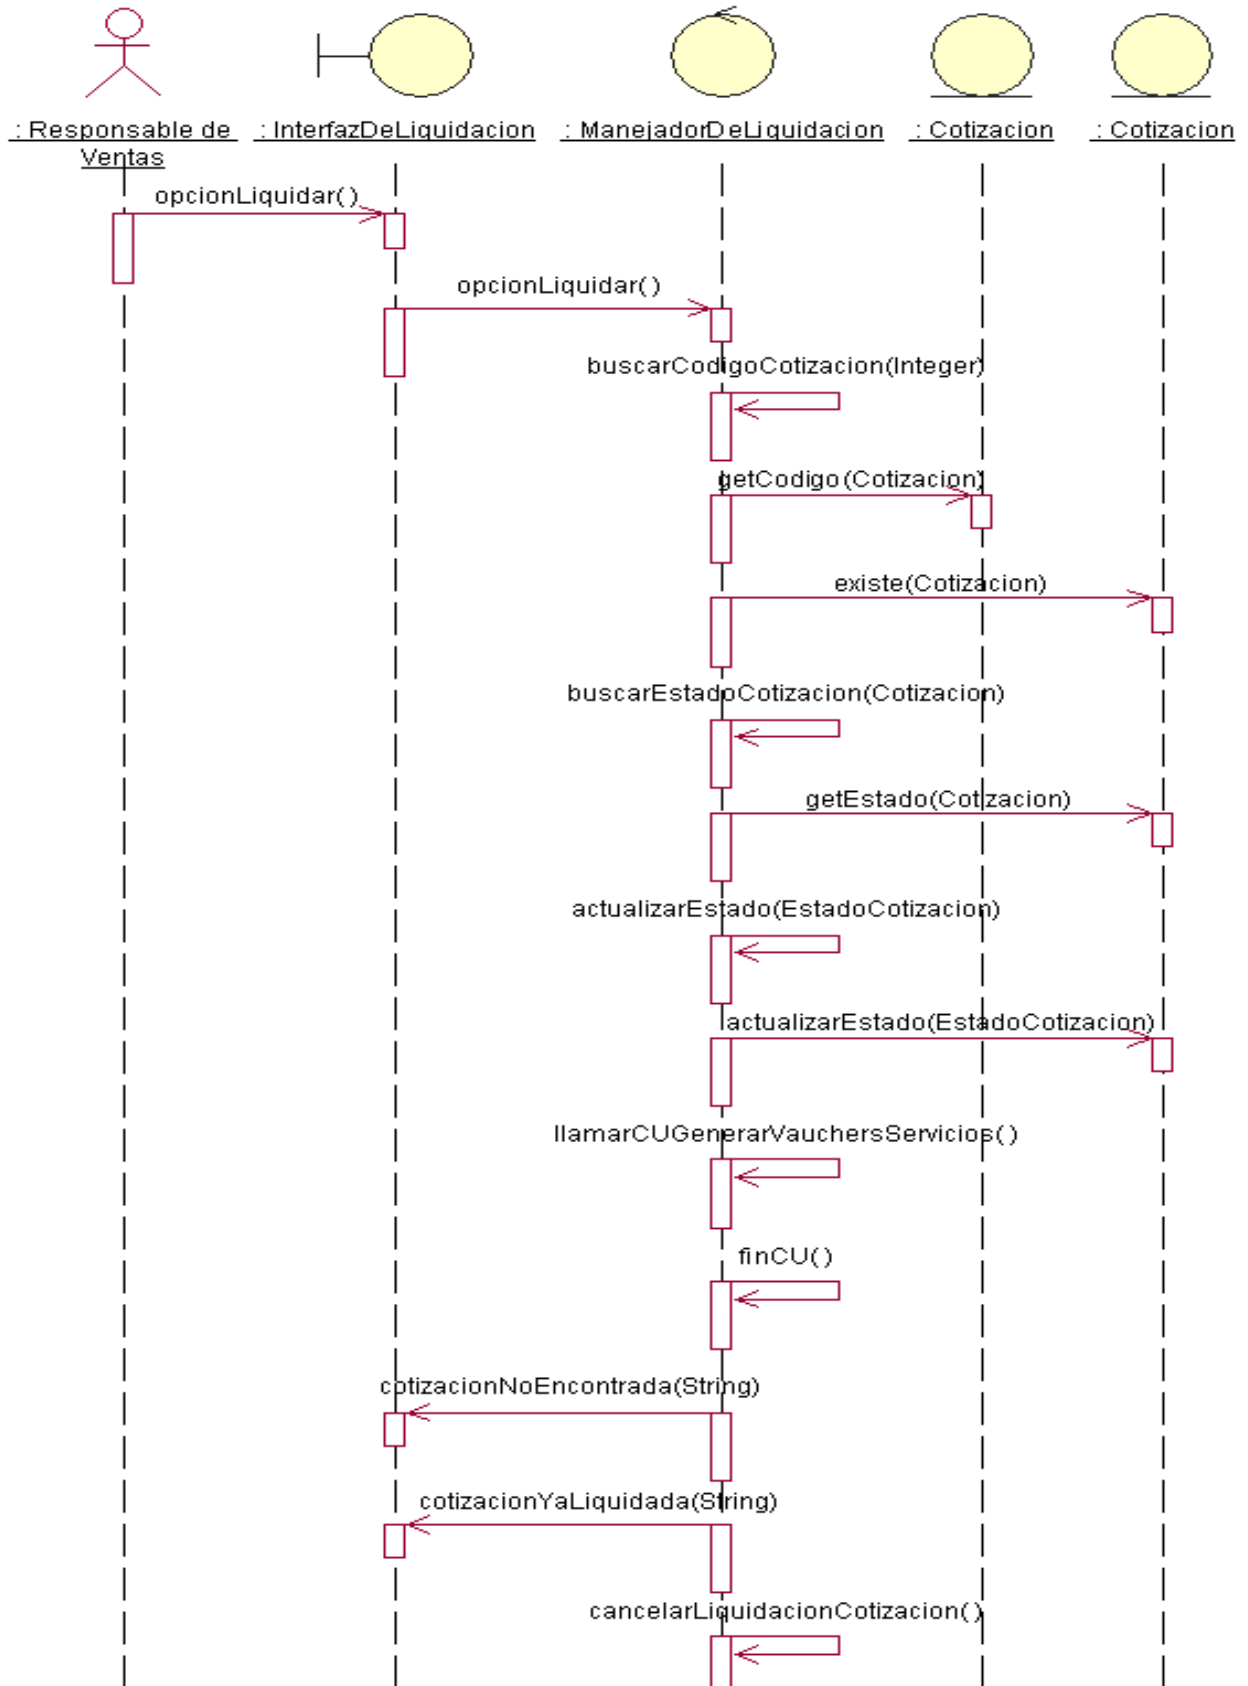 : Responsable de
Ventas
: InterfazDeLiquidacion
: ManejadorDeLiquidacion
: Cotizacion
: Cotizacion
opcionLiquidar()
opcionLiquidar()
buscarCodigoCotizacion(Integer)
getCodigo(Cotizacion)
existe(Cotizacion)
buscarEstadoCotizacion(Cotizacion)
getEstado(Cotizacion)
actualizarEstado(EstadoCotizacion)
actualizarEstado(EstadoCotizacion)
llamarCUGenerarVauchersServicios()
finCU()
cotizacionNoEncontrada(String)
cotizacionYaLiquidada(String)
cancelarLiquidacionCotizacion()